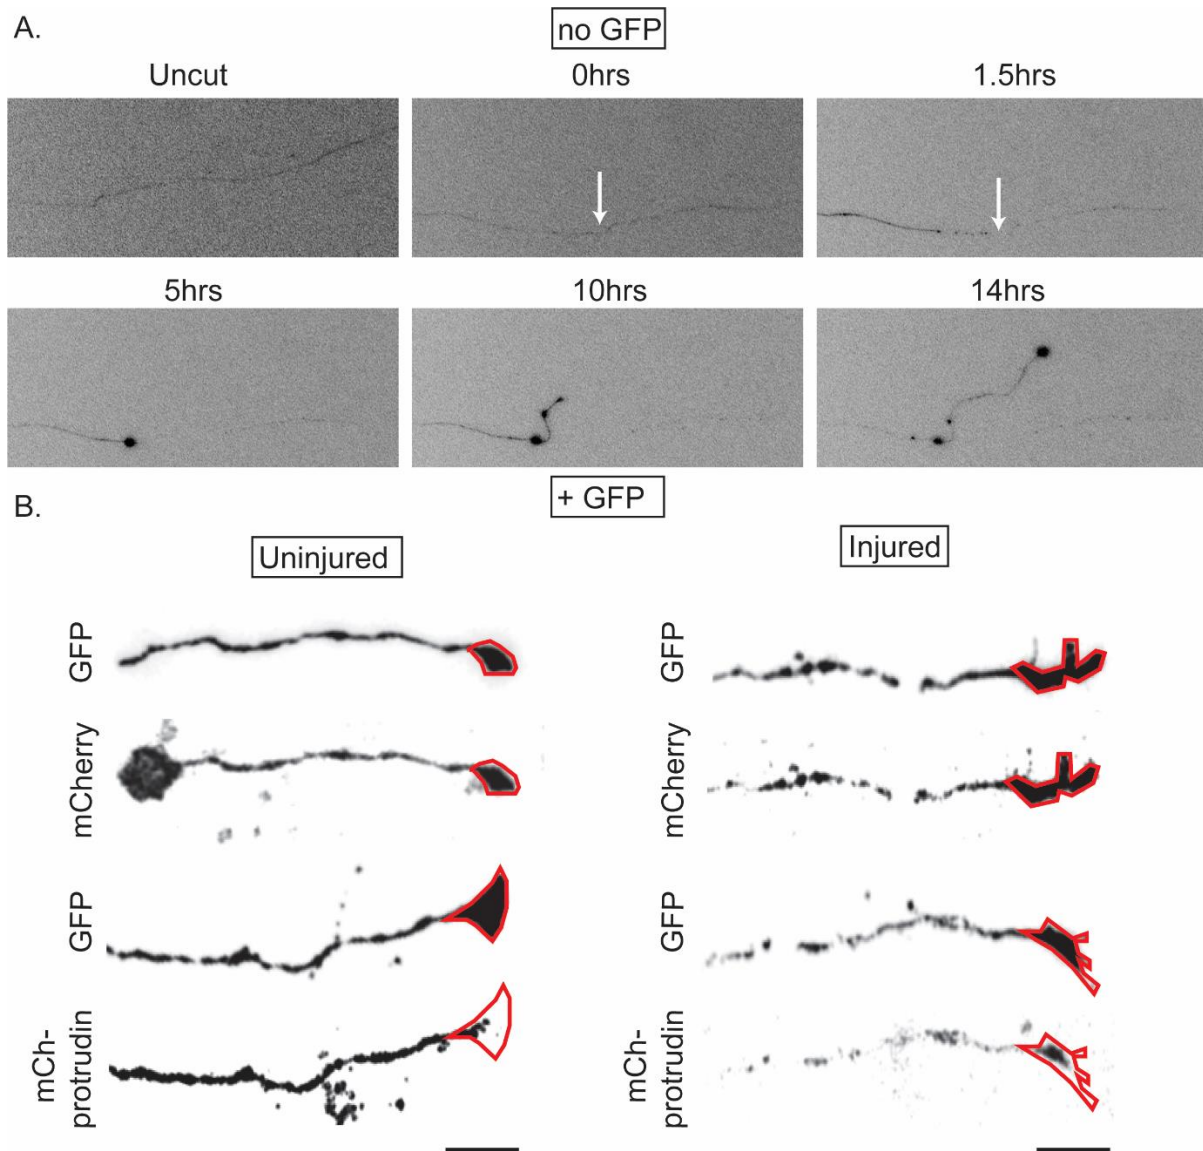 A.
no GFP
Uncut
0hrs
1.5hrs
5hrs
10hrs
14hrs
+ GFP
B.
Uninjured
Injured
GFP
GFP
mCherry
mCherry
GFP
GFP
mCh-
protrudin
mCh-
protrudin